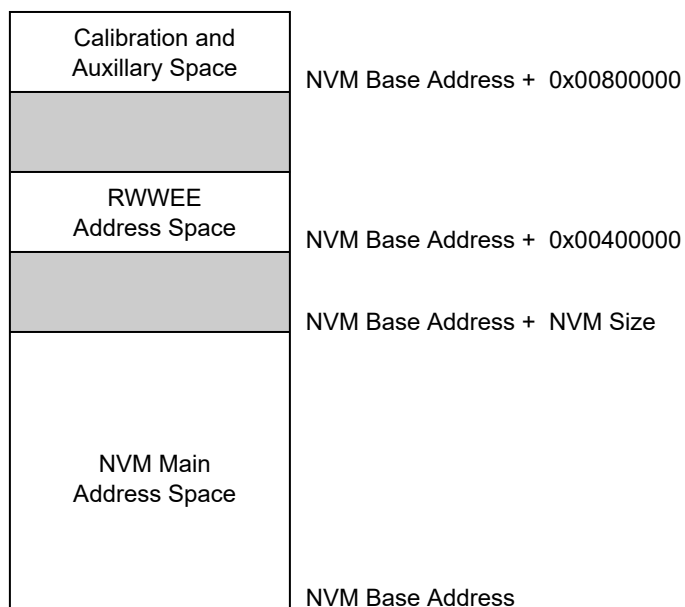 Calibration and
Auxillary Space
NVM Base Address + 0x00800000
RWWEE
Address Space
NVM Base Address + 0x00400000
NVM Base Address + NVM Size
NVM Main
Address Space
NVM Base Address